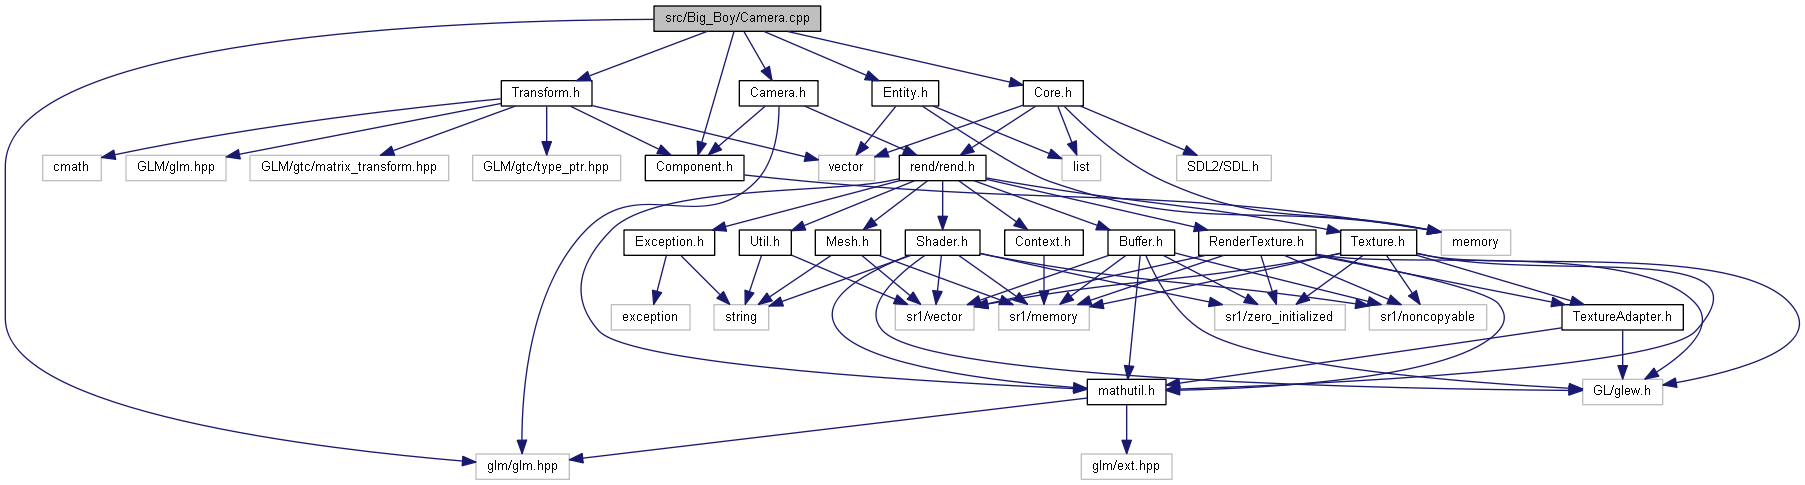 src/Big_Boy/Camera.cpp
Transform.h
Camera.h
Entity.h
Core.h
cmath
GLM/glm.hpp
GLM/gtc/matrix_transform.hpp
GLM/gtc/type_ptr.hpp
Component.h
vector
rend/rend.h
list
SDL2/SDL.h
Exception.h
Util.h
Mesh.h
Shader.h
Context.h
Buffer.h
RenderTexture.h
Texture.h
memory
exception
string
sr1/vector
sr1/memory
sr1/zero_initialized
sr1/noncopyable
TextureAdapter.h
mathutil.h
GL/glew.h
glm/glm.hpp
glm/ext.hpp